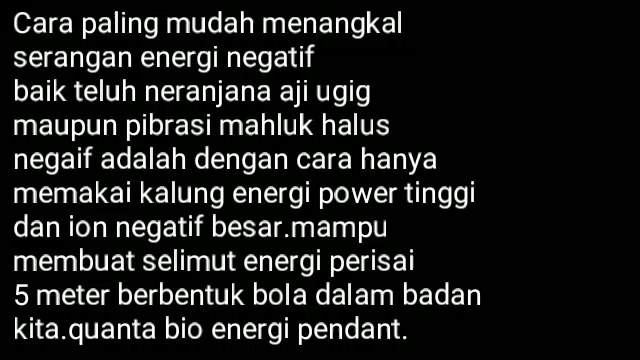 Cara paling mudah menangkal
serangan energi negatif
baik teluh neranjana aji ugig
maupun pibrasi mahluk halus
negaif adalah dengan cara hanya
memakai kalung energi power tinggi
dan ion negatif besar.mampu
membuat selimut energi perisai
5 meter berbentuk bola dalam badan
kita.quanta bio energi pendant.